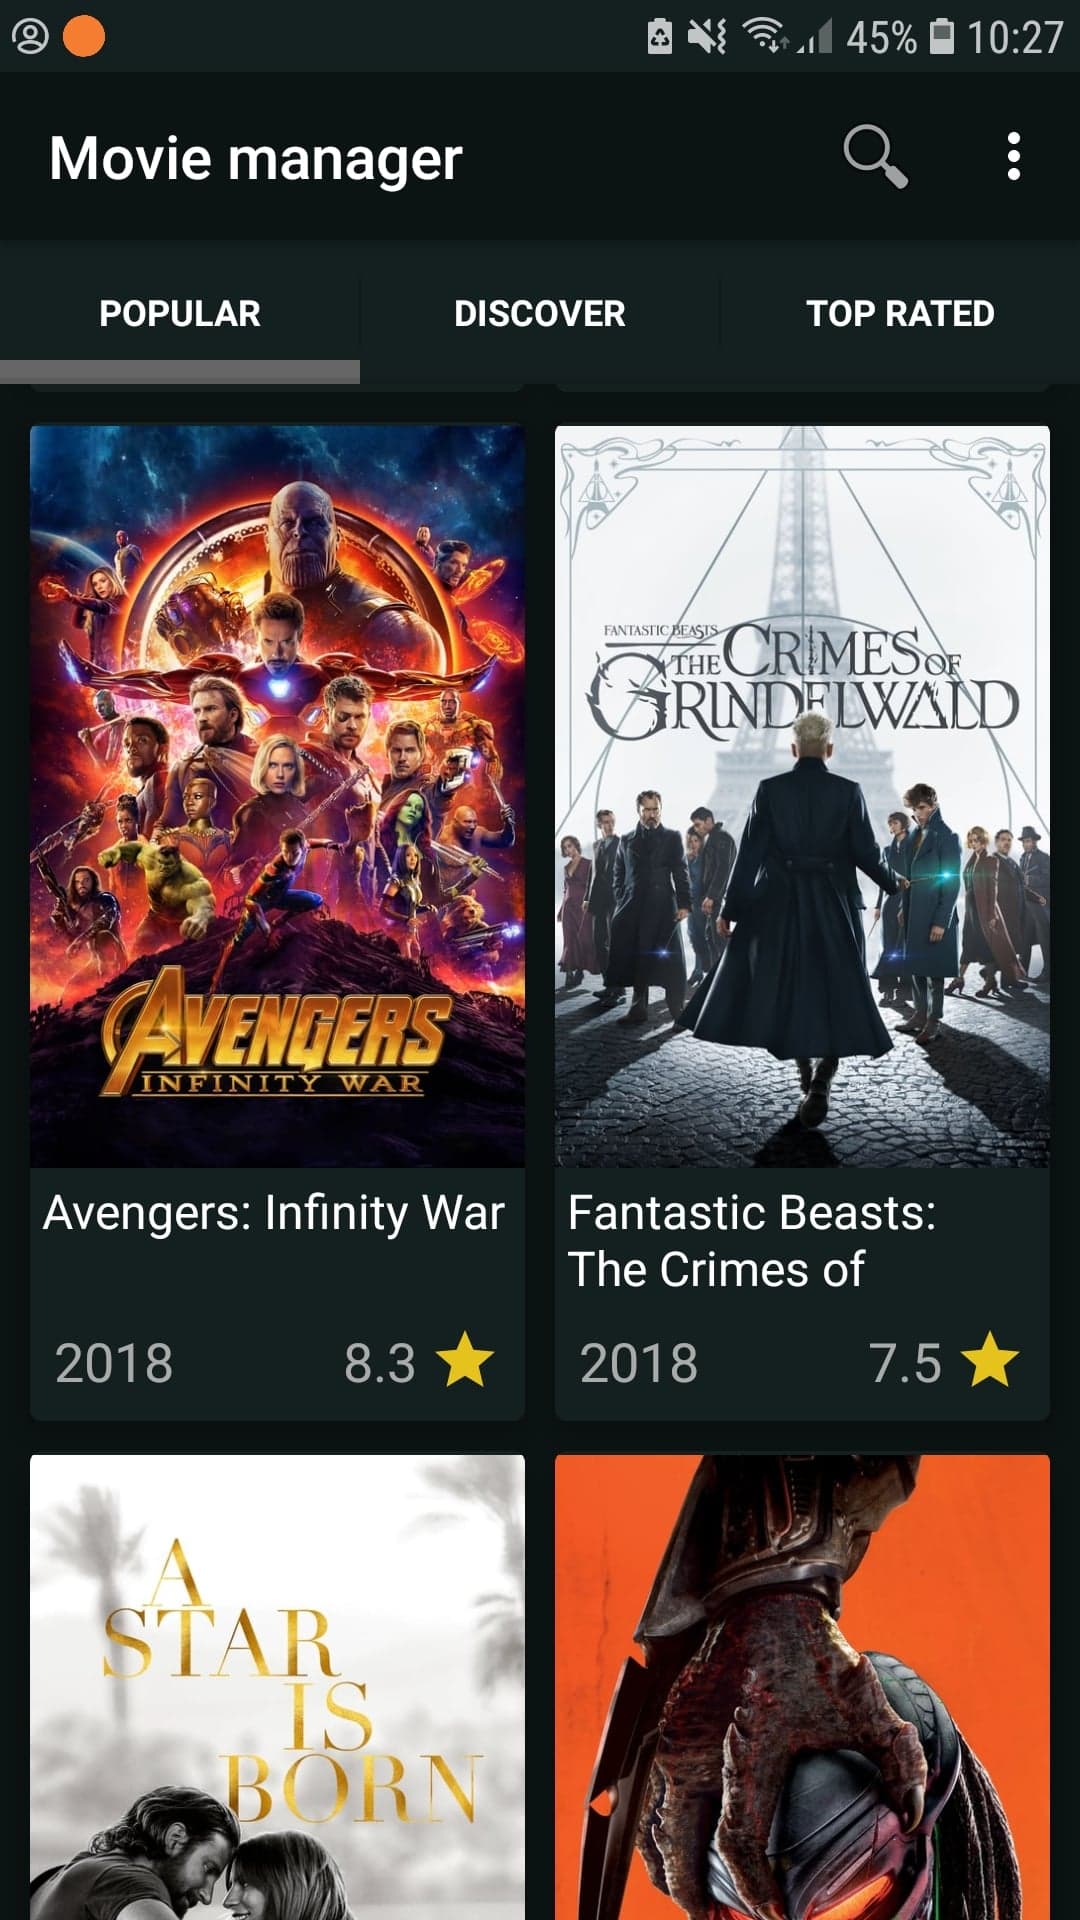 45% 10:27
Movie manager
POPULAR DISCOVER TOP RATED
AVENGERS
INFINITY WAR
FANTASTIC BEASTS
THE CRIMES OF
GRINDELWALD
Avengers: Infinity War
2018 8.3
Fantastic Beasts:
The Crimes of
2018 7.5
A
STAR
IS
BORN